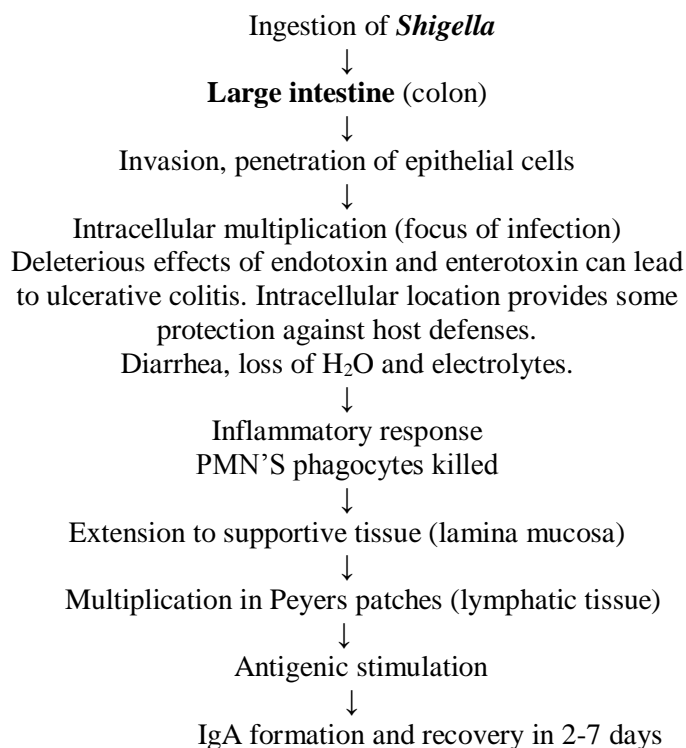 Ingestion of Shigella
↓
Large intestine (colon)
↓
Invasion, penetration of epithelial cells
↓
Intracellular multiplication (focus of infection)
Deleterious effects of endotoxin and enterotoxin can lead
to ulcerative colitis. Intracellular location provides some
protection against host defenses.
Diarrhea, loss of H₂O and electrolytes.
↓
Inflammatory response
PMN'S phagocytes killed
↓
Extension to supportive tissue (lamina mucosa)
↓
Multiplication in Peyers patches (lymphatic tissue)
↓
Antigenic stimulation
↓
IgA formation and recovery in 2-7 days